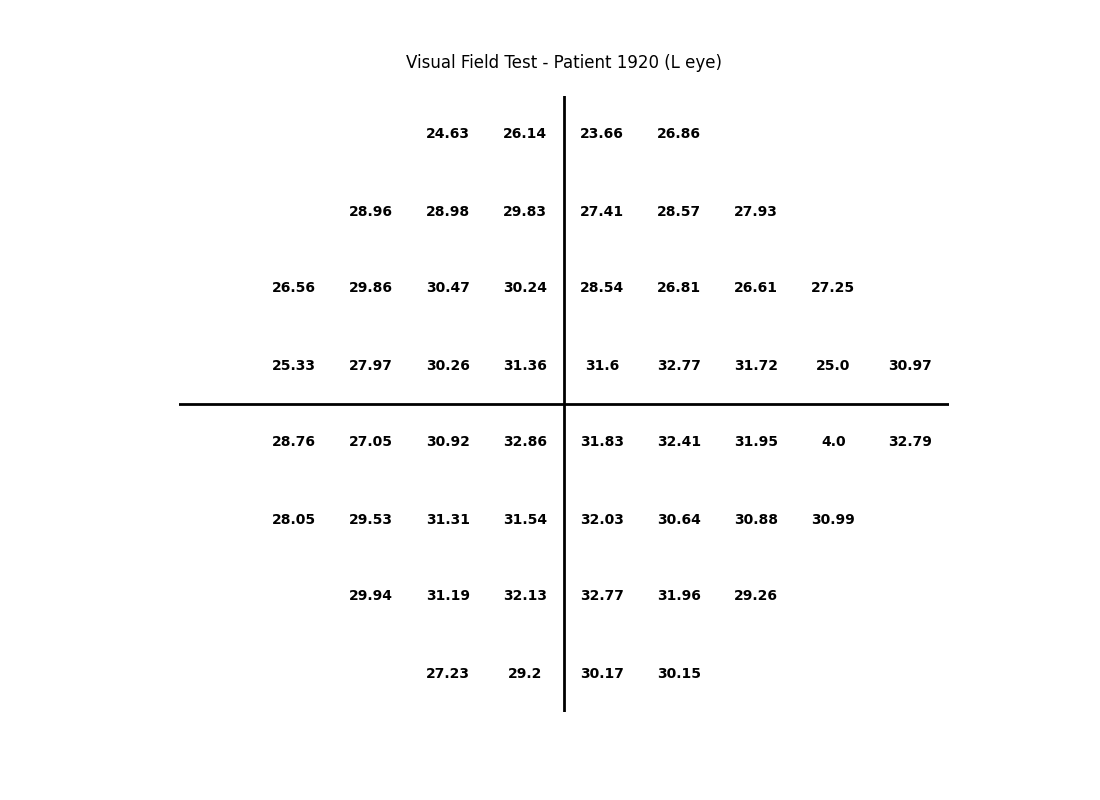 Visual Field Test - Patient 1920 (L eye)
24.63 26.14 23.66 26.86
28.96 28.98 29.83 27.41 28.57 27.93
26.56 29.86 30.47 30.24 28.54 26.81 26.61 27.25
25.33 27.97 30.26 31.36 31.6 32.77 31.72 25.0 30.97
28.76 27.05 30.92 32.86 31.83 32.41 31.95 4.0 32.79
28.05 29.53 31.31 31.54 32.03 30.64 30.88 30.99
29.94 31.19 32.13 32.77 31.96 29.26
27.23 29.2 30.17 30.15